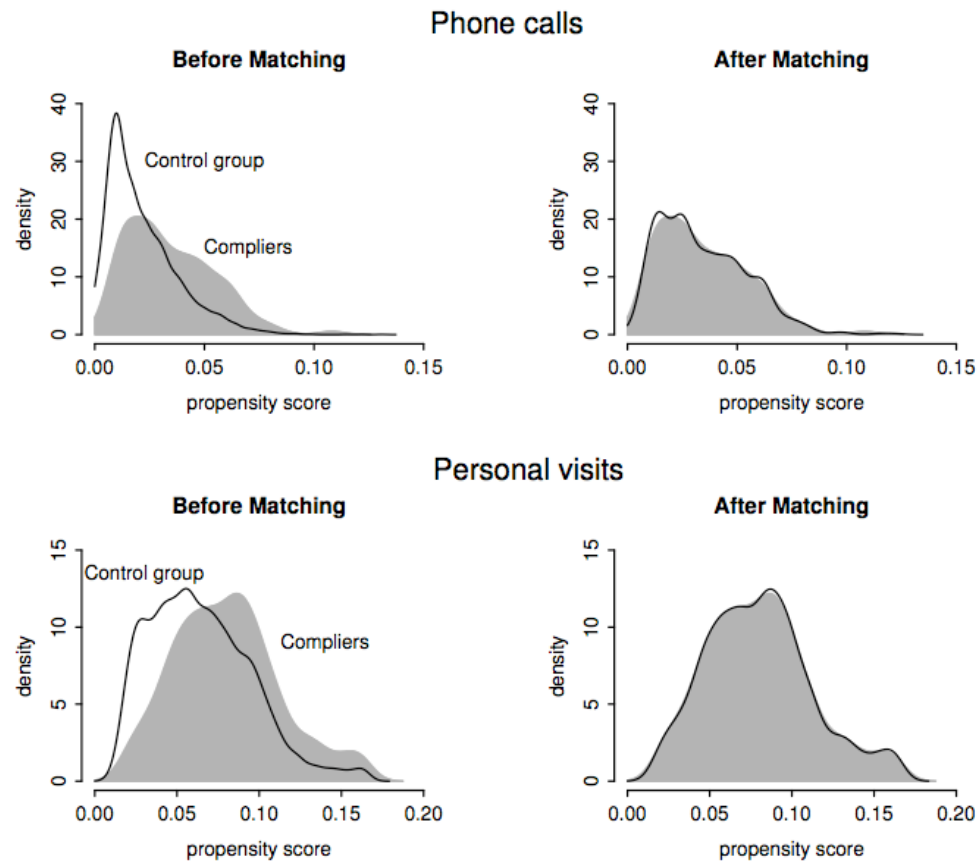 Phone calls
Before Matching
After Matching
40
30
20
10
0
density
Control group
Compliers
0.00 0.05 0.10 0.15
propensity score
40
30
20
10
0
density
0.00 0.05 0.10 0.15
propensity score
Personal visits
Before Matching
After Matching
15
10
5
0
density
Control group
Compliers
0.00 0.05 0.10 0.15 0.20
propensity score
15
10
5
0
density
0.00 0.05 0.10 0.15 0.20
propensity score